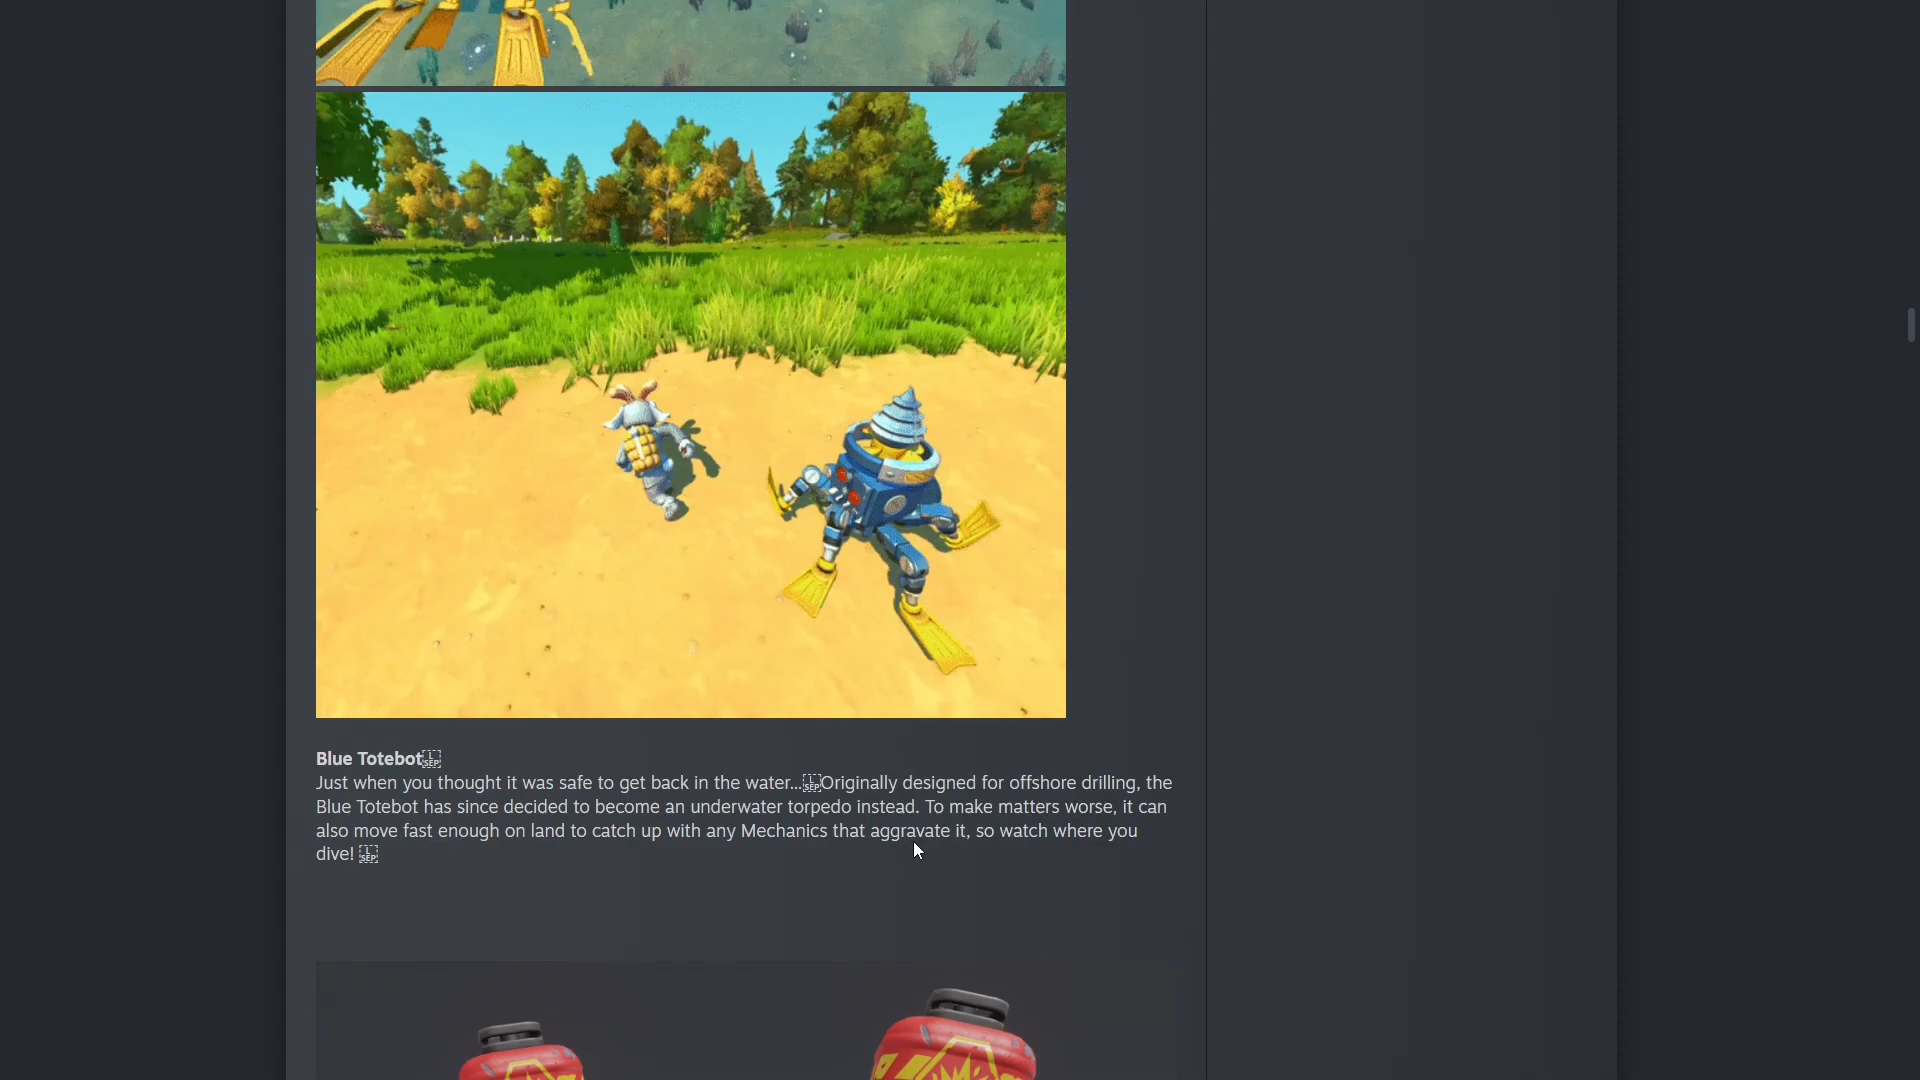 Blue Totebot
Just when you thought it was safe to get back in the water...Originally designed for offshore drilling, the
Blue Totebot has since decided to become an underwater torpedo instead. To make matters worse, it can
also move fast enough on land to catch up with any Mechanics that aggravate it, so watch where you
dive!